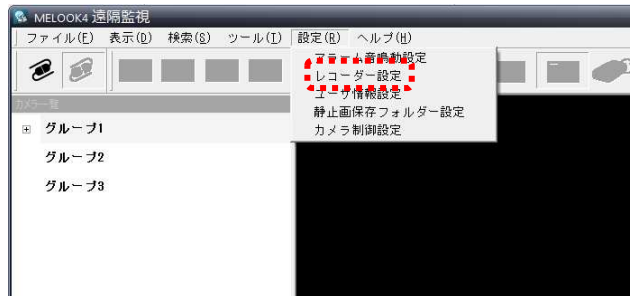 MELOOK4 遠隔監視
ファイル(F) 表示(D) 検索(S) ツール(T) 設定(R) ヘルプ(H)
アラーム音鳴動設定
レコーダー設定
ユーザ情報設定
静止画保存フォルダー設定
カメラ制御設定
カメラ一覧
グループ1
グループ2
グループ3